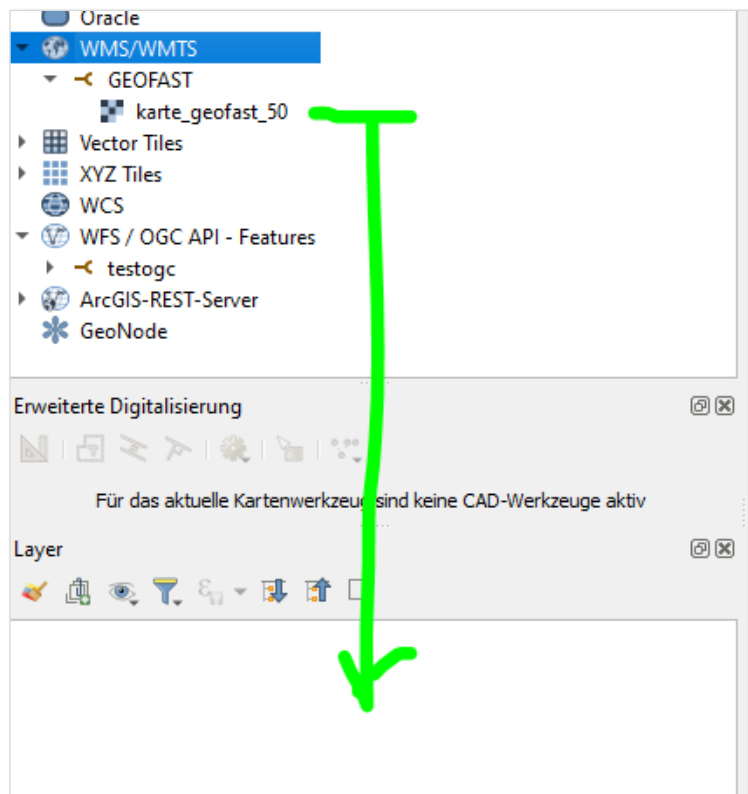 Oracle
WMS/WMTS
GEOFAST
karte_geofast_50
Vector Tiles
XYZ Tiles
WCS
WFS / OGC API - Features
testogc
ArcGIS-REST-Server
GeoNode
Erweiterte Digitalisierung
Für das aktuelle Kartenwerkzeug sind keine CAD-Werkzeuge aktiv
Layer